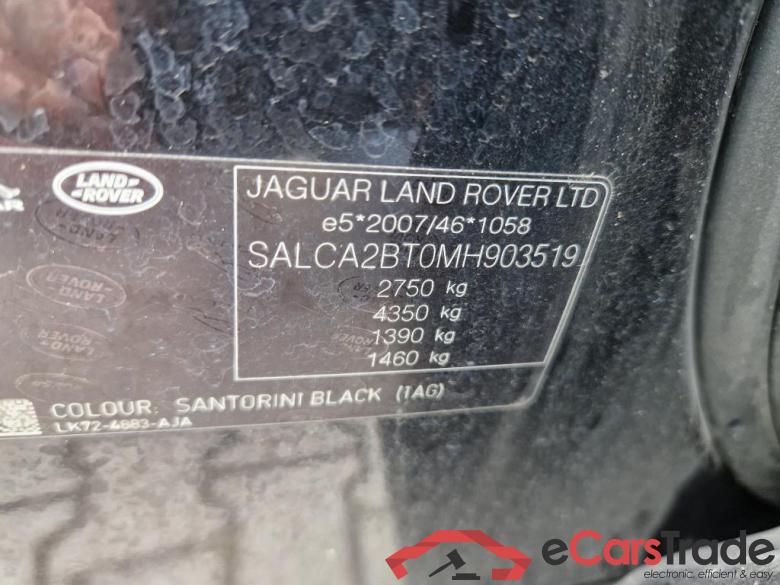 LAND-
ROVER
AR
JAGUAR LAND ROVER LTD
e5*2007/46*1058
SALCA2BT0MH903519
2750 kg
4350 kg
1390 kg
1460 kg
COLOUR: SANTORINI BLACK (1AG)
LK72-4883-AJA
eCarsTrade
electronic, efficient & easy